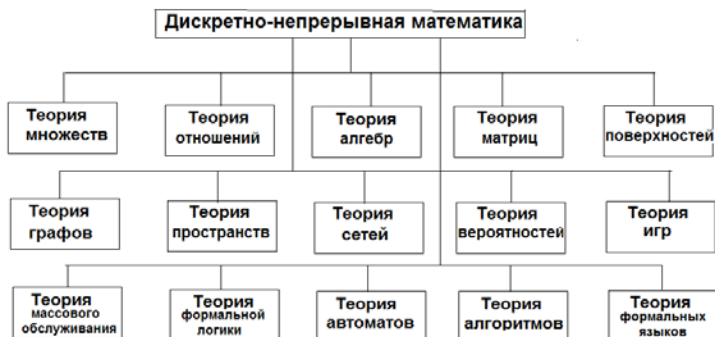 Дискретно-непрерывная математика
Теория
множеств
Теория
отношений
Теория
алгебр
Теория
матриц
Теория
поверхностей
Теория
графов
Теория
пространств
Теория
сетей
Теория
вероятностей
Теория
игр
Теория
массового
обслуживания
Теория
формальной
логики
Теория
автоматов
Теория
алгоритмов
Теория
формальных
языков